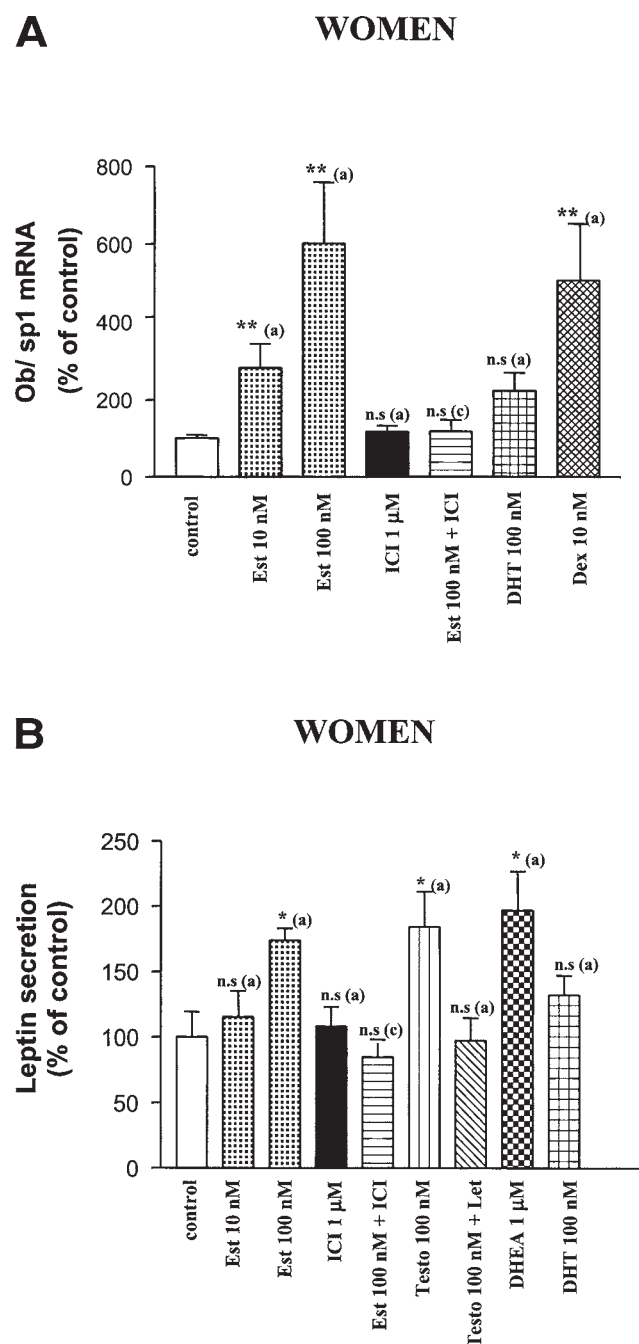 A
WOMEN
Ob/ sp1 mRNA
(% of control)
800
600
400
200
0
** (a)
** (a)
n.s (a)
n.s (c)
n.s (a)
** (a)
control
Est 10 nM
Est 100 nM
ICI 1 µM
Est 100 nM + ICI
DHT 100 nM
Dex 10 nM
B
WOMEN
Leptin secretion
(% of control)
250
200
150
100
50
0
n.s (a)
* (a)
n.s (a)
n.s (c)
* (a)
n.s (a)
* (a)
n.s (a)
control
Est 10 nM
Est 100 nM
ICI 1 µM
Est 100 nM + ICI
Testo 100 nM
Testo 100 nM + Let
DHEA 1 µM
DHT 100 nM